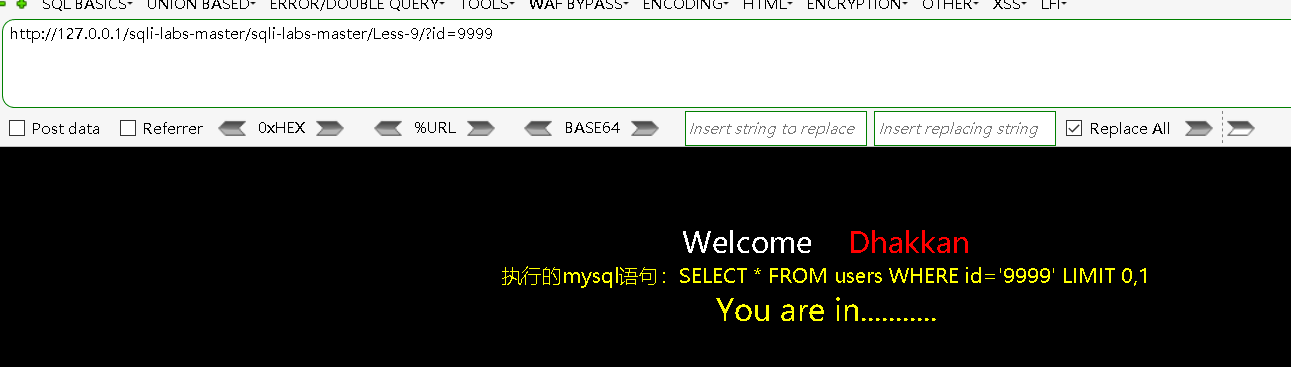 SQL BASICS UNION BASED ERROR/DOUBLE QUERY TOOLS WAF BYPASS ENCODING HTML ENCRYPTION OTHER XSS LFI
http://127.0.0.1/sqli-labs-master/sqli-labs-master/Less-9/?id=9999
Post data Referrer 0xHEX %URL BASE64 Insert string to replace Insert replacing string Replace All
Welcome Dhakkan
执行的mysql语句：SELECT * FROM users WHERE id='9999' LIMIT 0,1
You are in...........